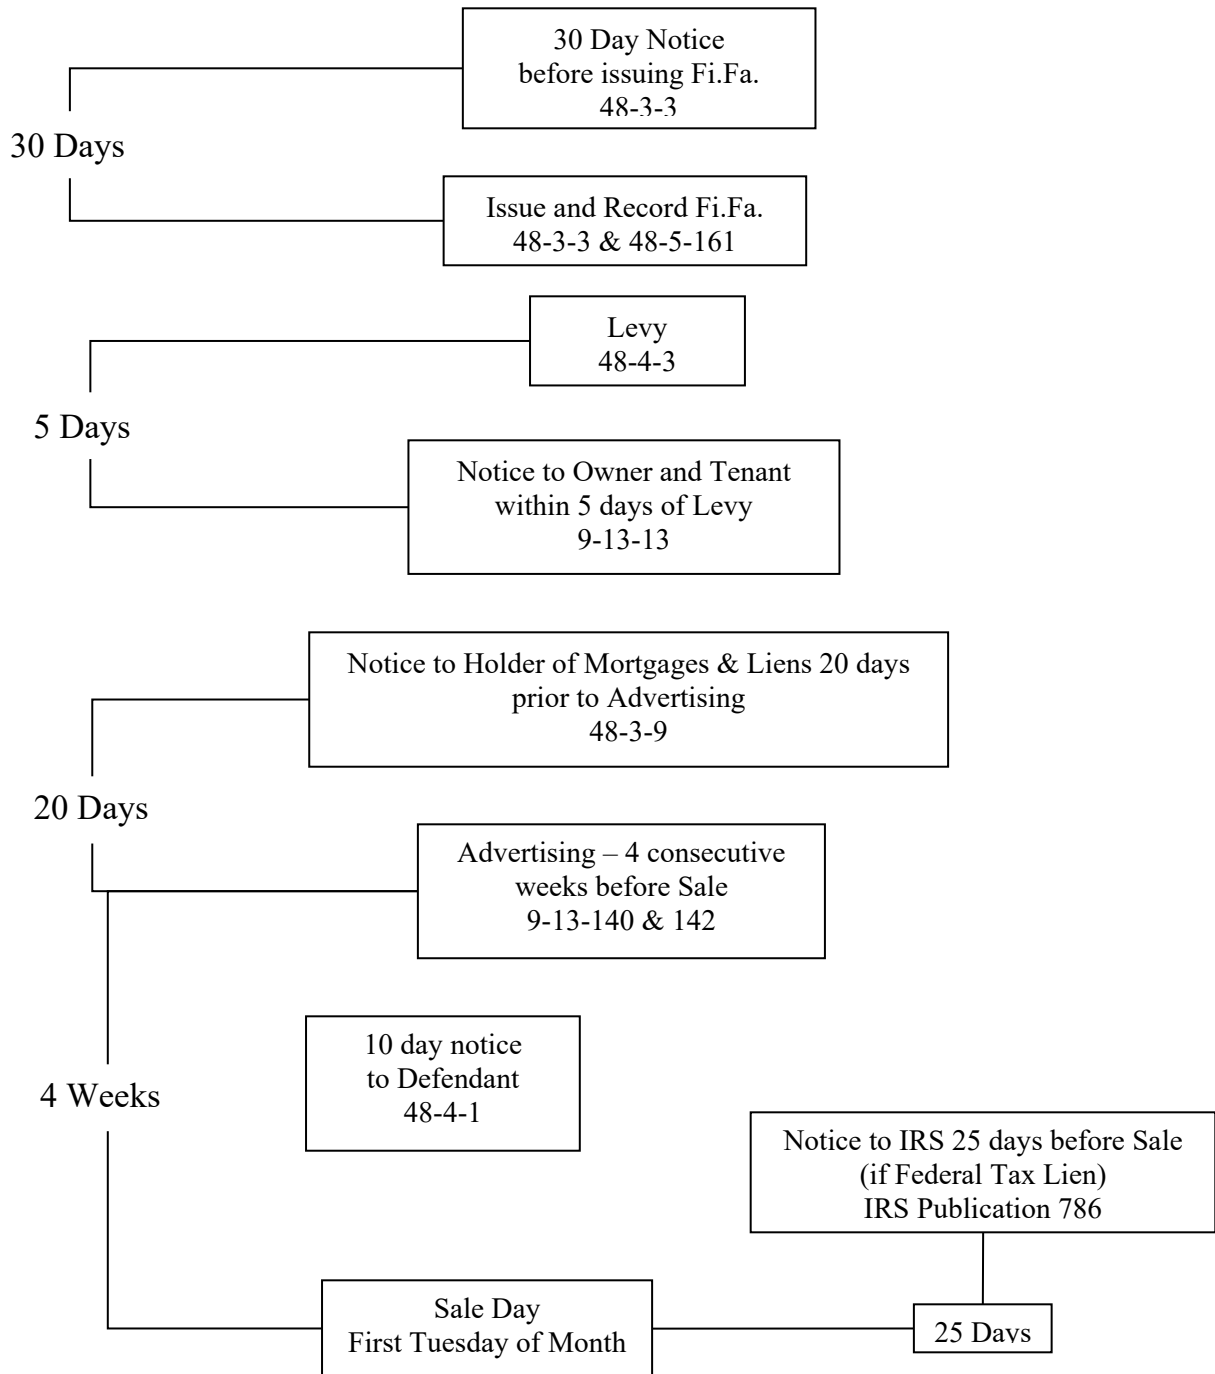 30 Day Notice
before issuing Fi.Fa.
48-3-3
30 Days
Issue and Record Fi.Fa.
48-3-3 & 48-5-161
Levy
48-4-3
5 Days
Notice to Owner and Tenant
within 5 days of Levy
9-13-13
Notice to Holder of Mortgages & Liens 20 days
prior to Advertising
48-3-9
20 Days
Advertising – 4 consecutive
weeks before Sale
9-13-140 & 142
10 day notice
to Defendant
48-4-1
4 Weeks
Notice to IRS 25 days before Sale
(if Federal Tax Lien)
IRS Publication 786
Sale Day
First Tuesday of Month
25 Days